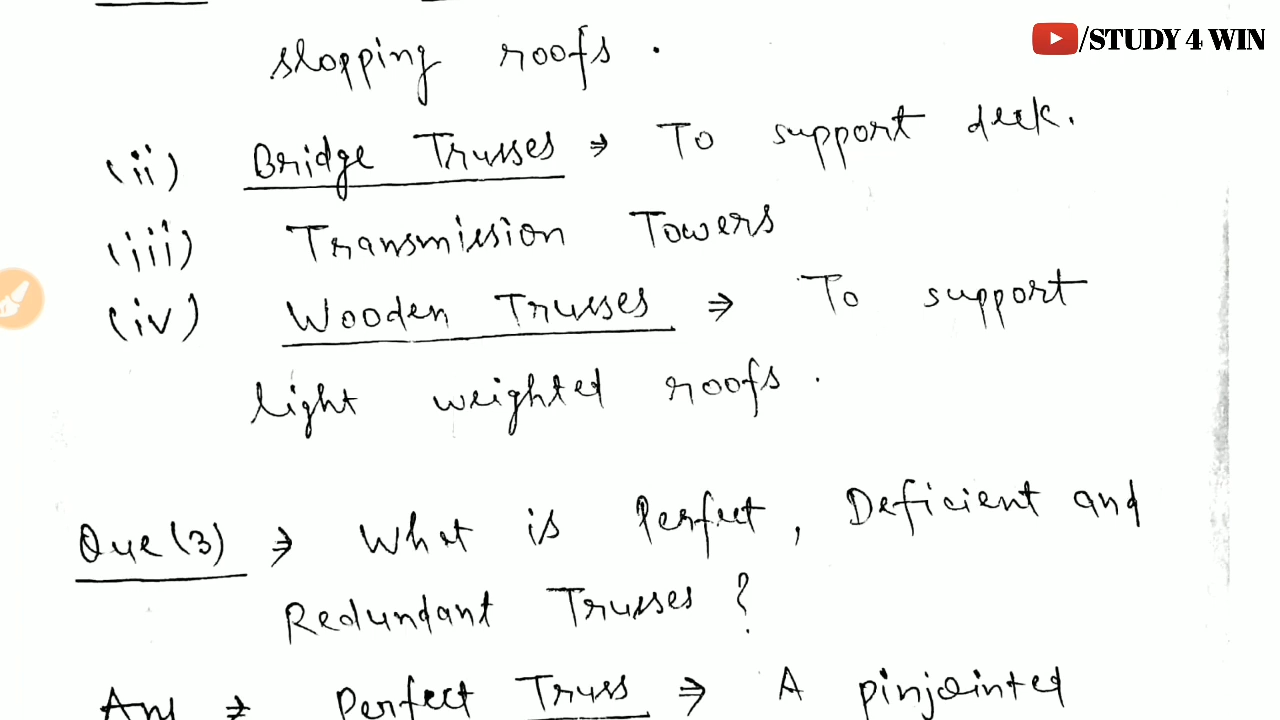 /STUDY 4 WIN
slopping roofs .
(ii) Bridge Trusses ⇒ To support deck.
(iii) Transmission Towers
(iv) Wooden Trusses ⇒ To support
light weighted roofs .
Que(3) ⇒ What is Perfect, Deficient and
Redundant Trusses ?
Ans ⇒ Perfect Truss ⇒ A pinjointed